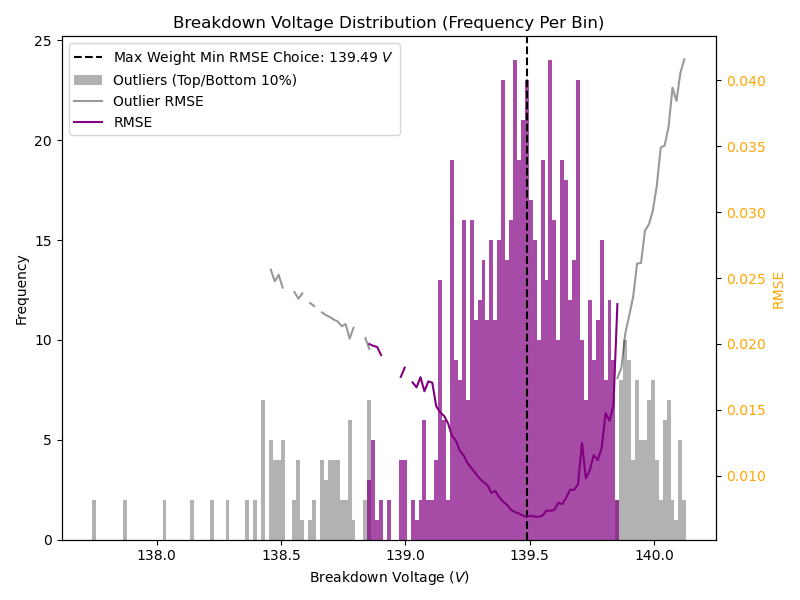 Breakdown Voltage Distribution (Frequency Per Bin)
Max Weight Min RMSE Choice: 139.49 V
Outliers (Top/Bottom 10%)
Outlier RMSE
RMSE
25
20
15
10
5
0
Frequency
0.040
0.035
0.030
0.025
0.020
0.015
0.010
RMSE
138.0 138.5 139.0 139.5 140.0
Breakdown Voltage (V)